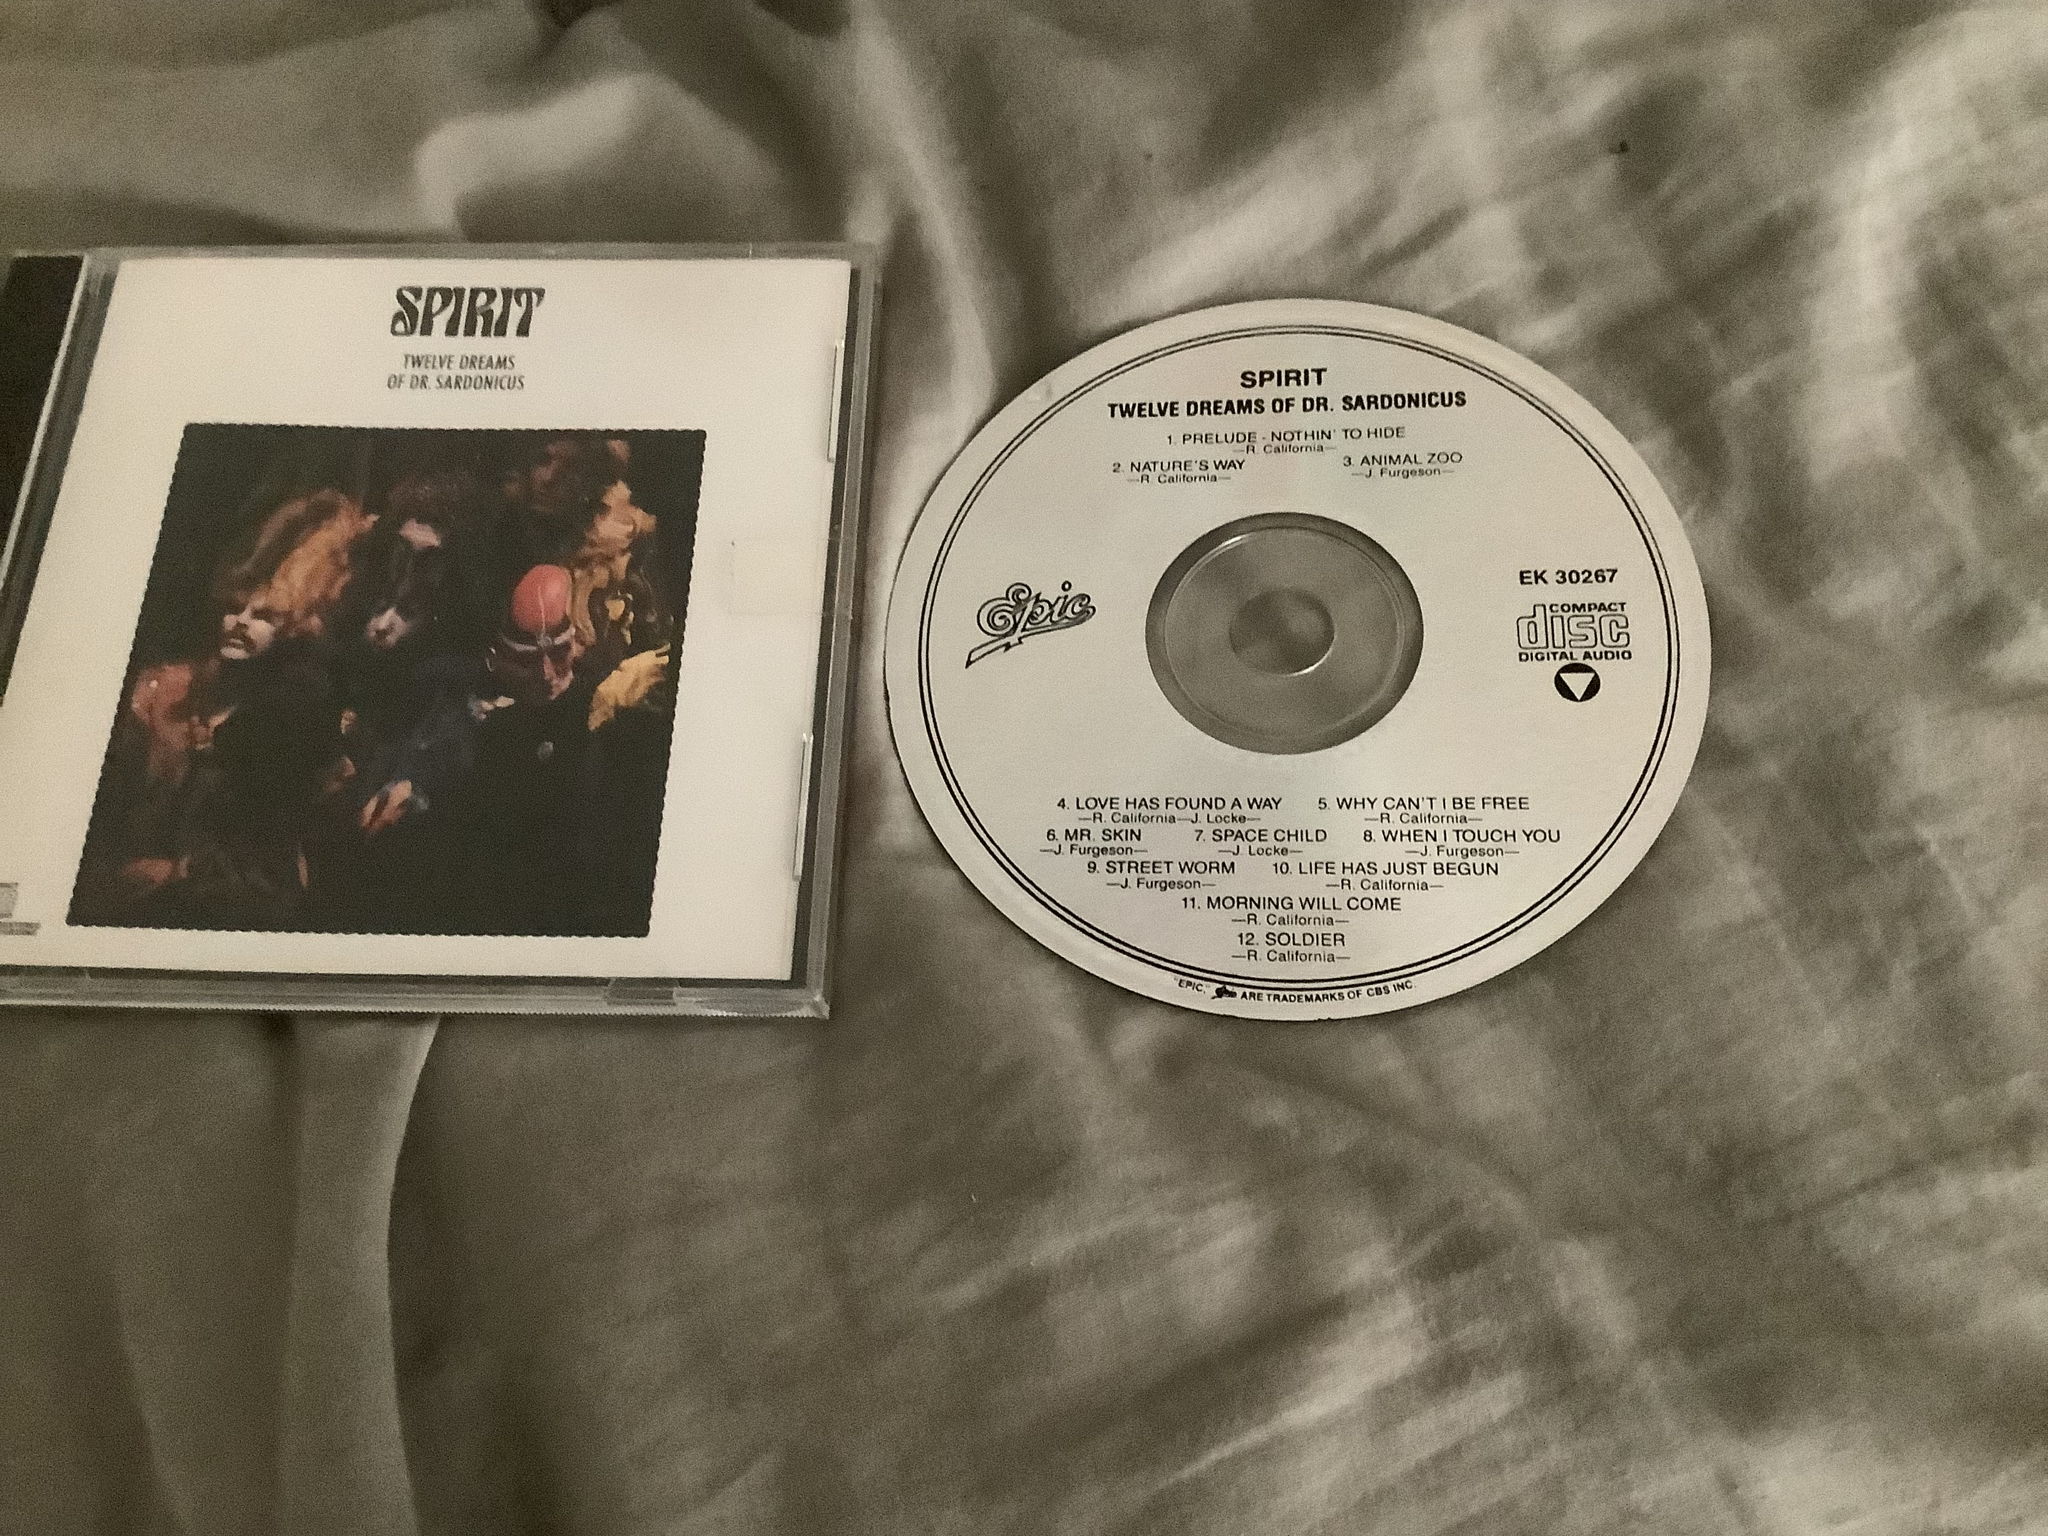 SPIRIT
TWELVE DREAMS
OF DR. SARDONICUS
SPIRIT
TWELVE DREAMS OF DR. SARDONICUS
1. PRELUDE - NOTHIN' TO HIDE
—R. California—
2. NATURE'S WAY 3. ANIMAL ZOO
—R. California— —J. Furgeson—
Epic
EK 30267
COMPACT
disc
DIGITAL AUDIO
4. LOVE HAS FOUND A WAY 5. WHY CAN'T I BE FREE
—R. California—J. Locke— —R. California—
6. MR. SKIN 7. SPACE CHILD 8. WHEN I TOUCH YOU
—J. Furgeson— —J. Locke— —J. Furgeson—
9. STREET WORM 10. LIFE HAS JUST BEGUN
—J. Furgeson— —R. California—
11. MORNING WILL COME
—R. California—
12. SOLDIER
—R. California—
"EPIC," ARE TRADEMARKS OF CBS INC.